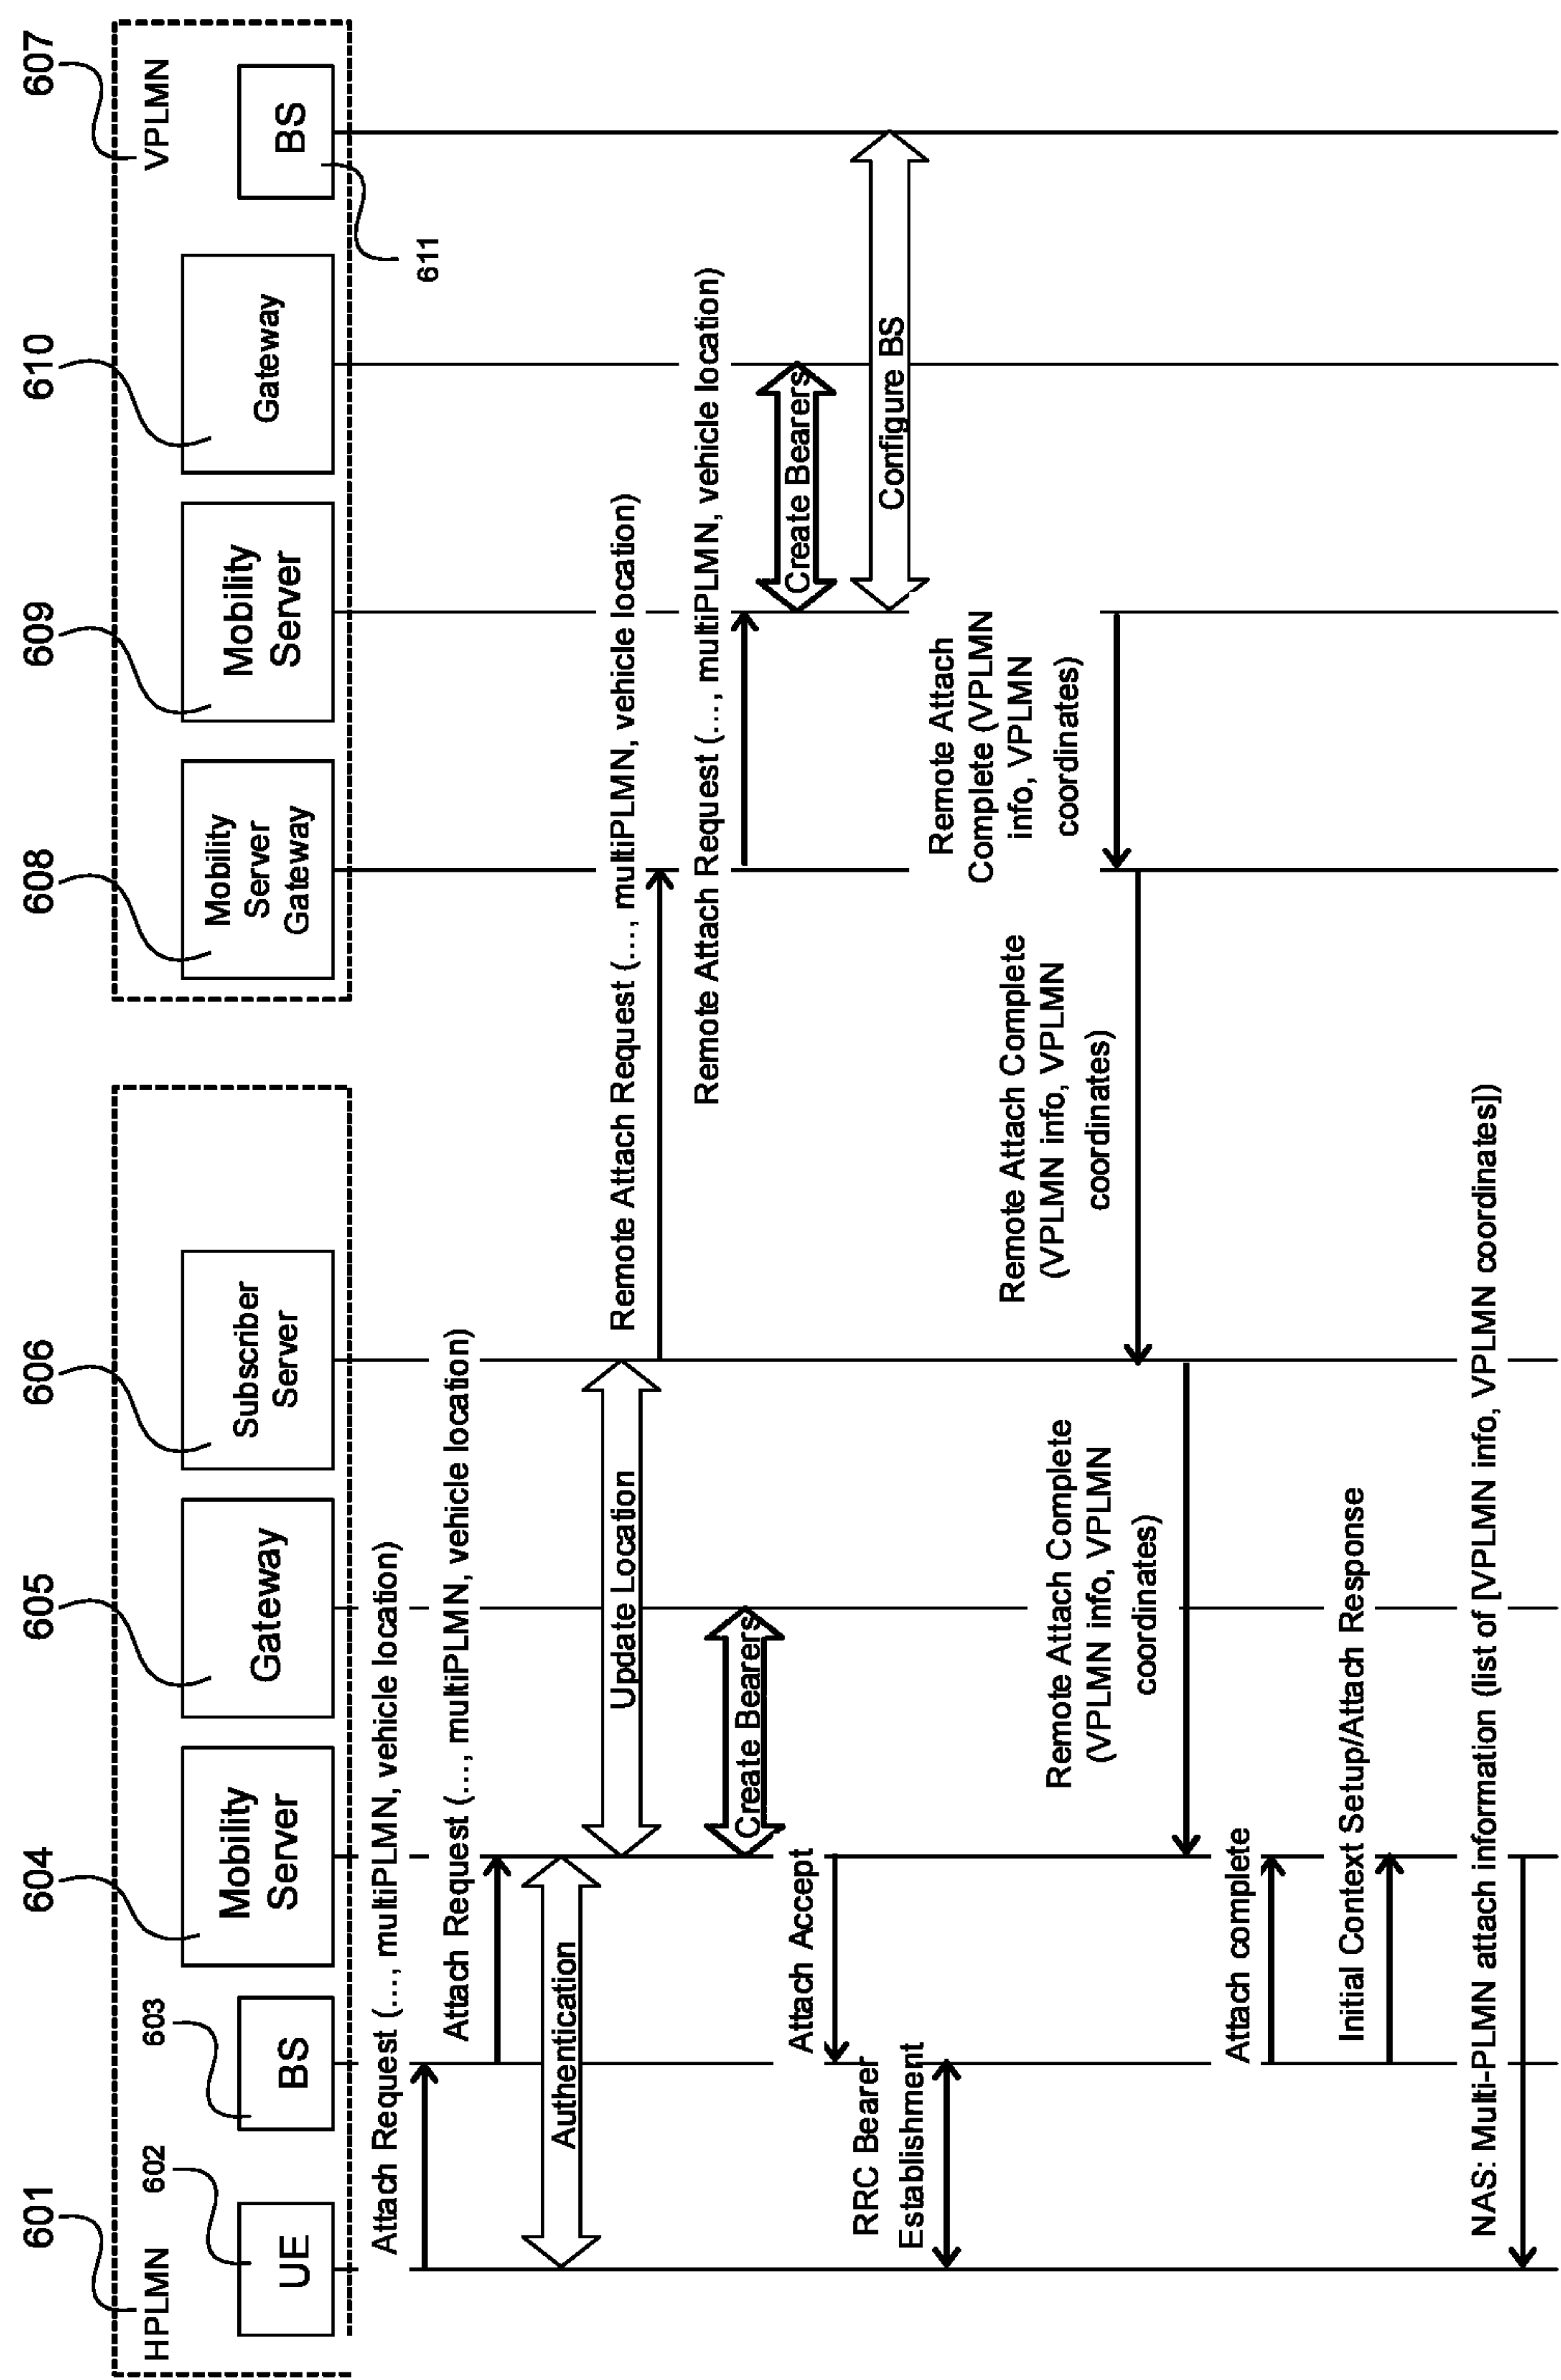 601
HPLMN
602
UE
603
BS
604
Mobility
Server
605
Gateway
606
Subscriber
Server
607
VPLMN
608
Mobility
Server
Gateway
609
Mobility
Server
610
Gateway
BS
611
Attach Request (..., multiPLMN, vehicle location)
Attach Request (..., multiPLMN, vehicle location)
Authentication
Update Location
Remote Attach Request (..., multiPLMN, vehicle location)
Remote Attach Request (..., multiPLMN, vehicle location)
Create Bearers
Create Bearers
Attach Accept
Configure BS
RRC Bearer
Establishment
Remote Attach
Complete (VPLMN
info, VPLMN
coordinates)
Remote Attach Complete
(VPLMN info, VPLMN
coordinates)
Remote Attach Complete
(VPLMN info, VPLMN
coordinates)
Attach complete
Initial Context Setup/Attach Response
NAS: Multi-PLMN attach information (list of [VPLMN info, VPLMN coordinates])